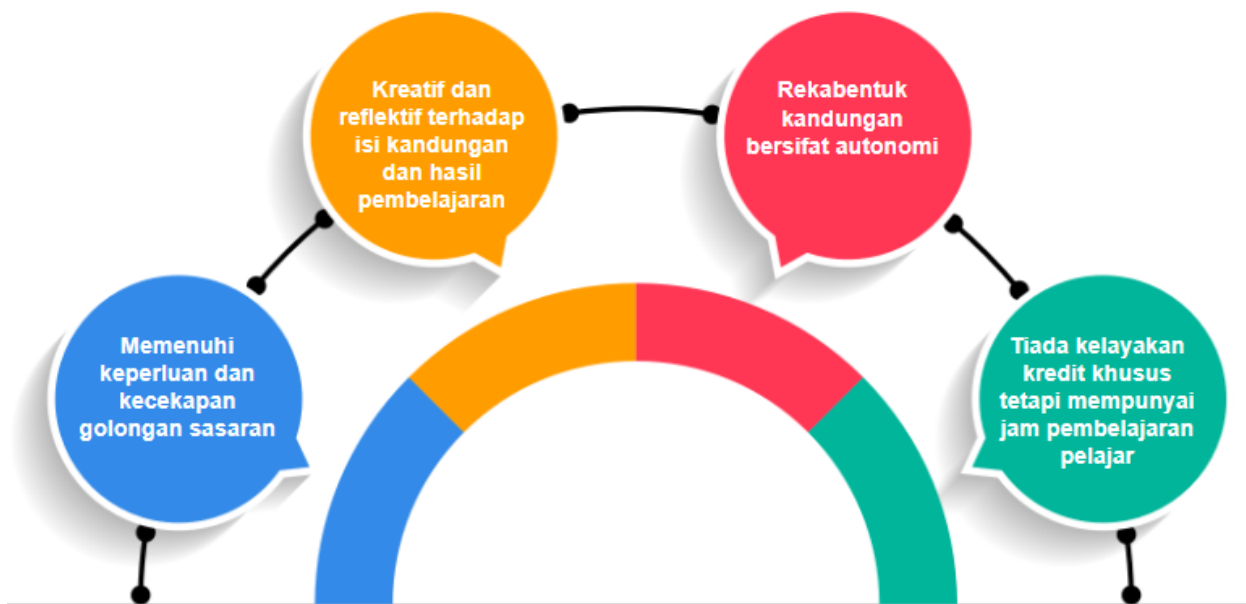 Kreatif dan
reflektif terhadap
isi kandungan
dan hasil
pembelajaran
Rekabentuk
kandungan
bersifat autonomi
Memenuhi
keperluan dan
kecekapan
golongan sasaran
Tiada kelayakan
kredit khusus
tetapi mempunyai
jam pembelajaran
pelajar